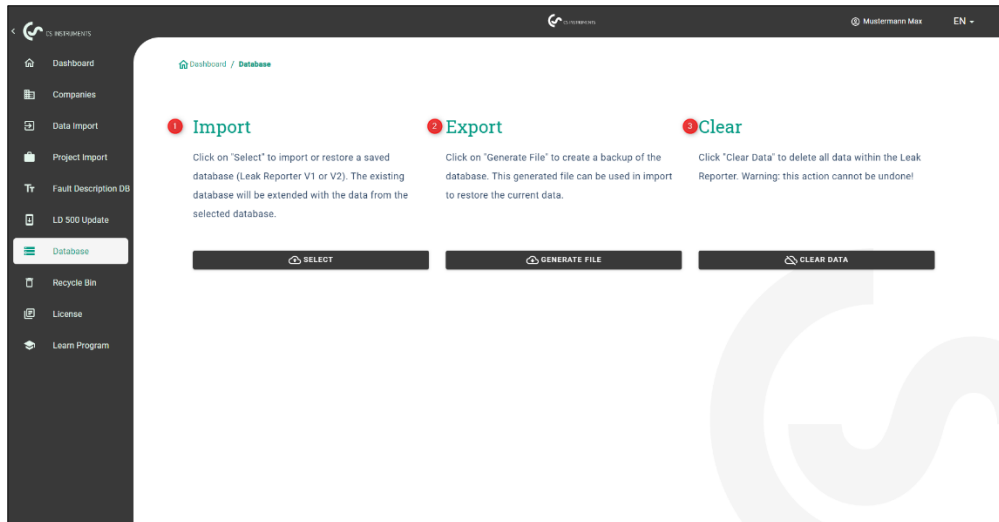 CS INSTRUMENTS
CS INSTRUMENTS
Mustermann Max
EN
Dashboard
Companies
Data Import
Project Import
Fault Description DB
LD 500 Update
Database
Recycle Bin
License
Learn Program
Dashboard / Database
1 Import
Click on "Select" to import or restore a saved
database (Leak Reporter V1 or V2). The existing
database will be extended with the data from the
selected database.
SELECT
2 Export
Click on "Generate File" to create a backup of the
database. This generated file can be used in import
to restore the current data.
GENERATE FILE
3 Clear
Click "Clear Data" to delete all data within the Leak
Reporter. Warning: this action cannot be undone!
CLEAR DATA